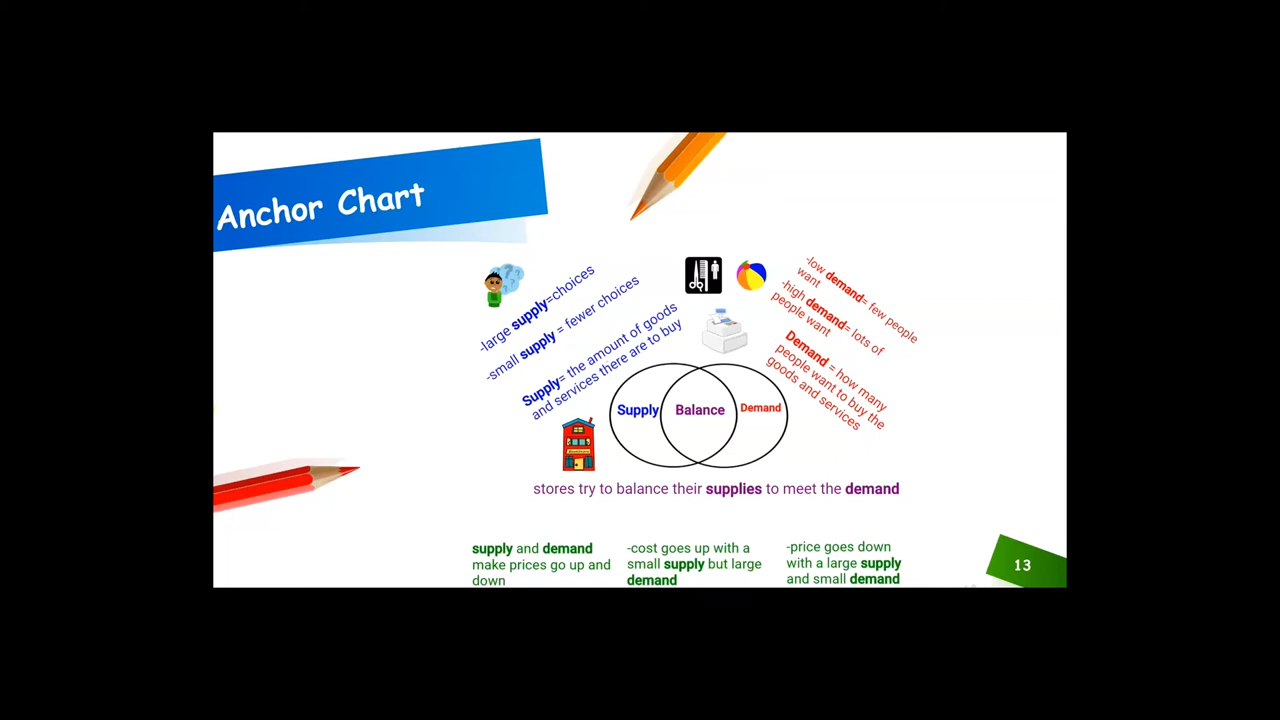 Anchor Chart
-large supply=choices
-small supply = fewer choices
Supply= the amount of goods
and services there are to buy
-low demand= few people
want
-high demand= lots of
people want
Demand = how many
people want to buy the
goods and services
Supply
Balance
Demand
stores try to balance their supplies to meet the demand
supply and demand
make prices go up and
down
-cost goes up with a
small supply but large
demand
-price goes down
with a large supply
and small demand
13